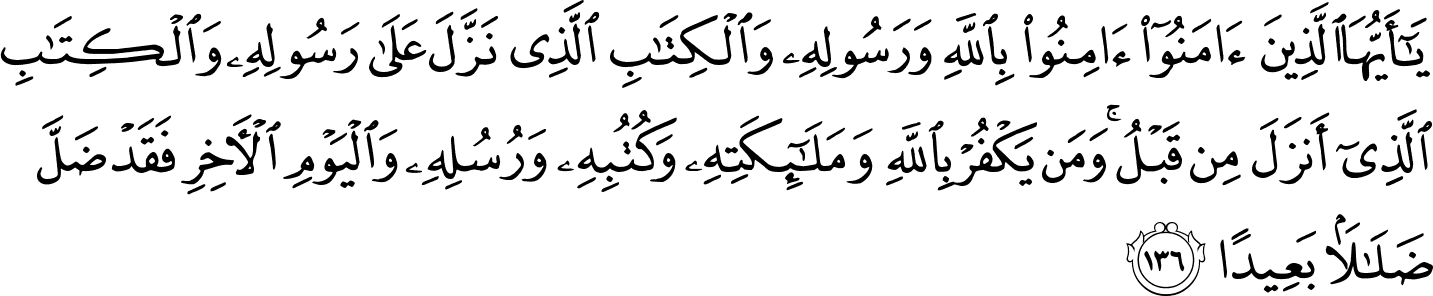 يَـٰٓأَيُّهَا ٱلَّذِينَ ءَامَنُوٓا۟ ءَامِنُوا۟ بِٱللَّهِ وَرَسُولِهِۦ وَٱلْكِتَـٰبِ ٱلَّذِى نَزَّلَ عَلَىٰ رَسُولِهِۦ وَٱلْكِتَـٰبِ
ٱلَّذِىٓ أَنزَلَ مِن قَبْلُ ۚ وَمَن يَكْفُرْ بِٱللَّهِ وَمَلَـٰٓئِكَتِهِۦ وَكُتُبِهِۦ وَرُسُلِهِۦ وَٱلْيَوْمِ ٱلْـَٔاخِرِ فَقَدْ ضَلَّ
ضَلَـٰلًۢا بَعِيدًا ١٣٦